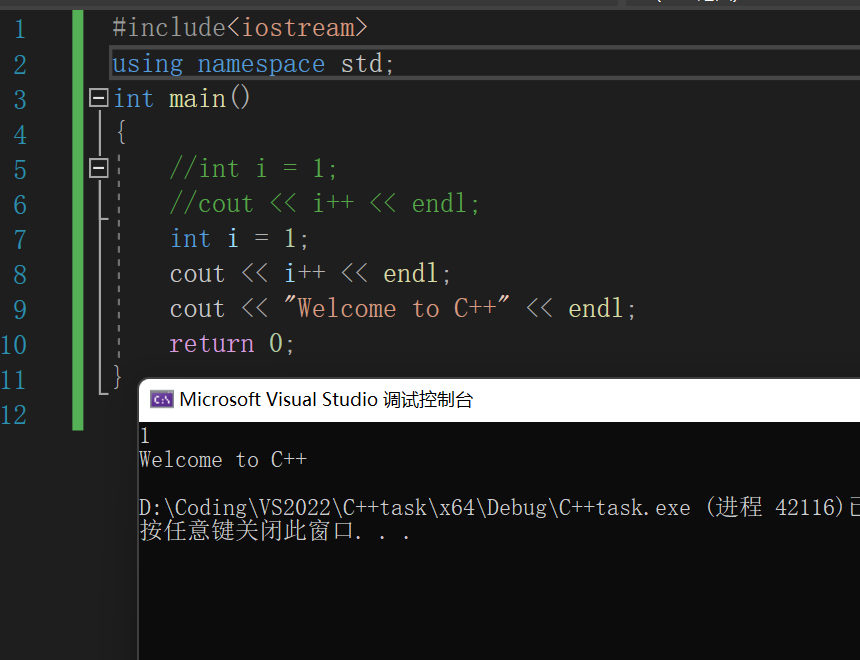 1 #include<iostream>
2 using namespace std;
3 int main()
4 {
5 //int i = 1;
6 //cout << i++ << endl;
7 int i = 1;
8 cout << i++ << endl;
9 cout << "Welcome to C++" << endl;
10 return 0;
11 }
12
Microsoft Visual Studio 调试控制台
1
Welcome to C++
D:\Coding\VS2022\C++task\x64\Debug\C++task.exe (进程 42116)已
按任意键关闭此窗口. . .